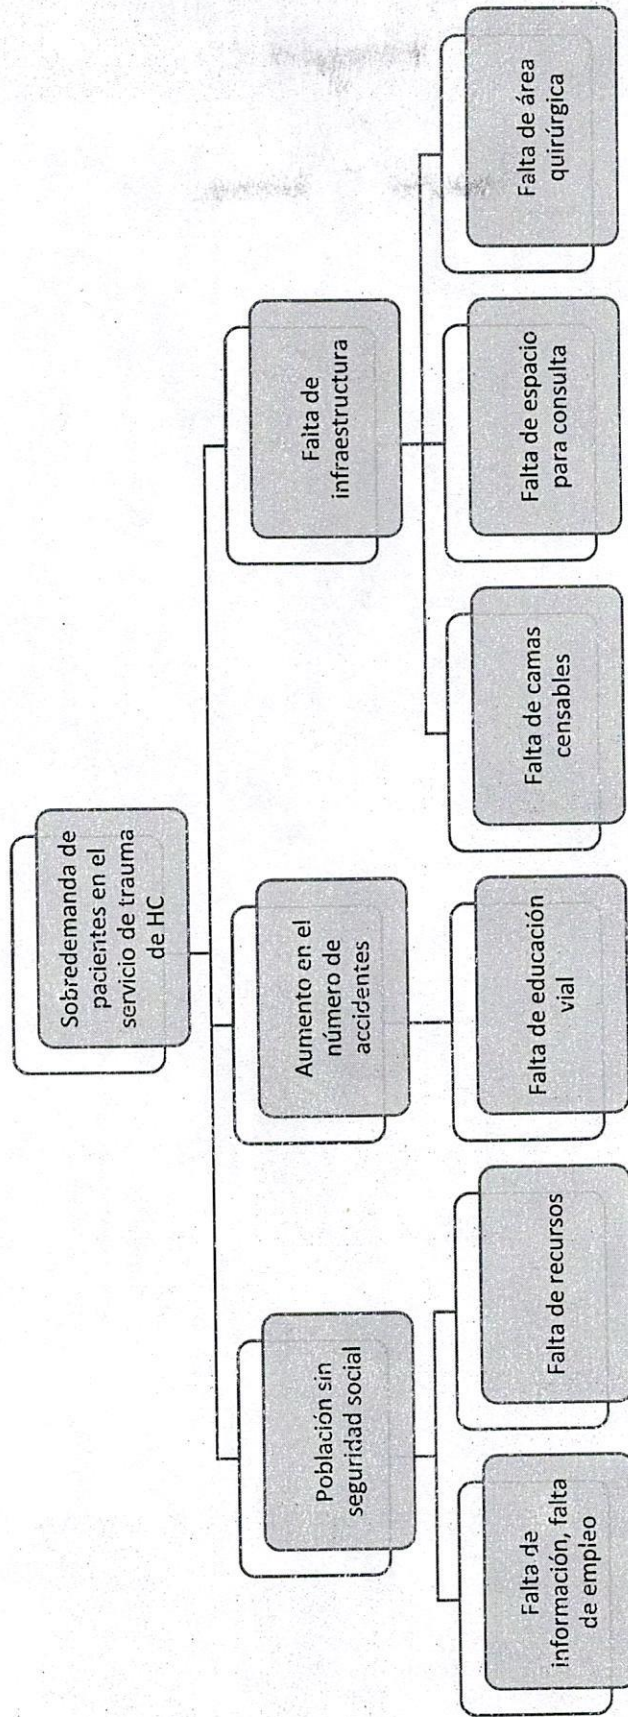 Sobredemanda de
pacientes en el
servicio de trauma
de HC
Población sin
seguridad social
Aumento en el
número de
accidentes
Falta de
infraestructura
Falta de
información, falta
de empleo
Falta de recursos
Falta de educación
vial
Falta de camas
censables
Falta de espacio
para consulta
Falta de área
quirúrgica